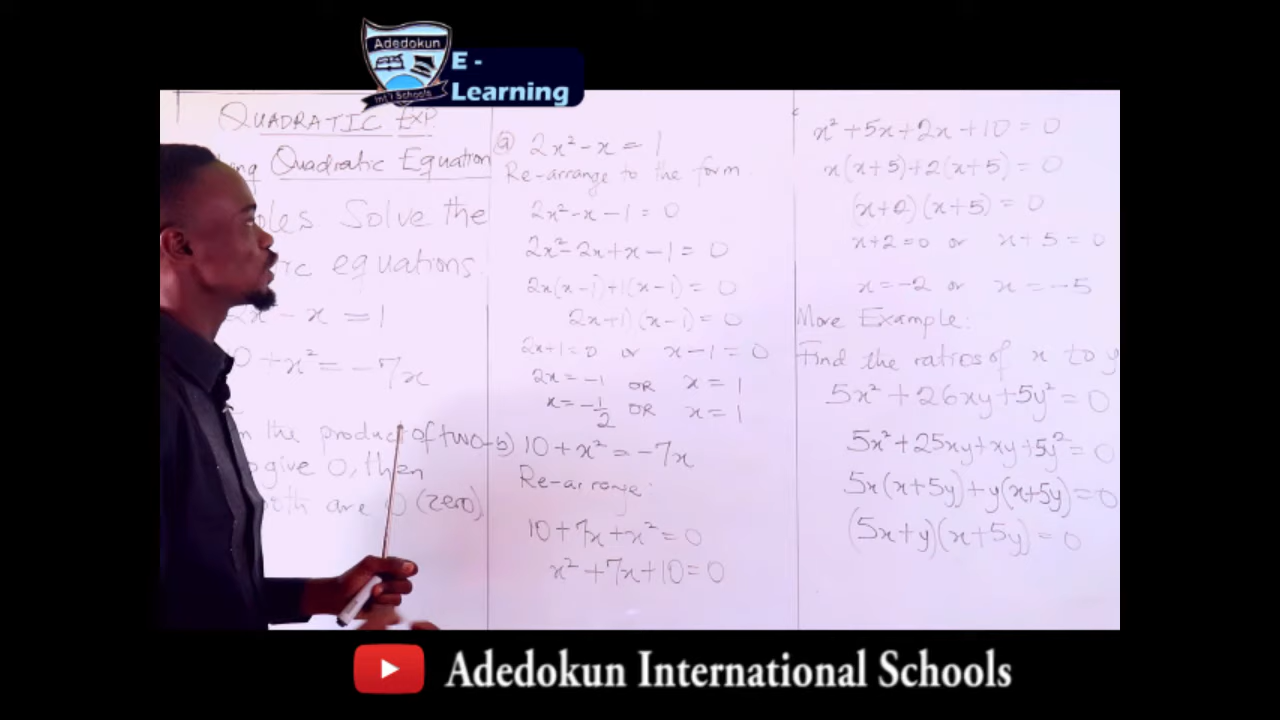 Adedokun
Int'l Schools
E -
Learning
QUADRATIC EXP.
Quadratic Equation
Solve the
equations.
2x - x = 1
0 + x² = -7x
the product of two
give 0, then
both are 0 (zero)
(a) 2x² - x = 1
Re-arrange to the form
2x² - x - 1 = 0
2x² - 2x + x - 1 = 0
2x(x-1)+1(x-1) = 0
2x+1)(x-1) = 0
2x+1=0 or x-1=0
2x = -1 OR x = 1
x = -1/2 OR x = 1
b) 10 + x² = -7x
Re-arrange:
10 + 7x + x² = 0
x² + 7x + 10 = 0
x² + 5x + 2x + 10 = 0
x(x+5)+2(x+5) = 0
(x+2)(x+5) = 0
x+2=0 or x+5=0
x = -2 or x = -5
More Example:
Find the ratios of x to y
5x² + 26xy + 5y² = 0
5x² + 25xy + xy + 5y² = 0
5x(x+5y) + y(x+5y) = 0
(5x+y)(x+5y) = 0
Adedokun International Schools